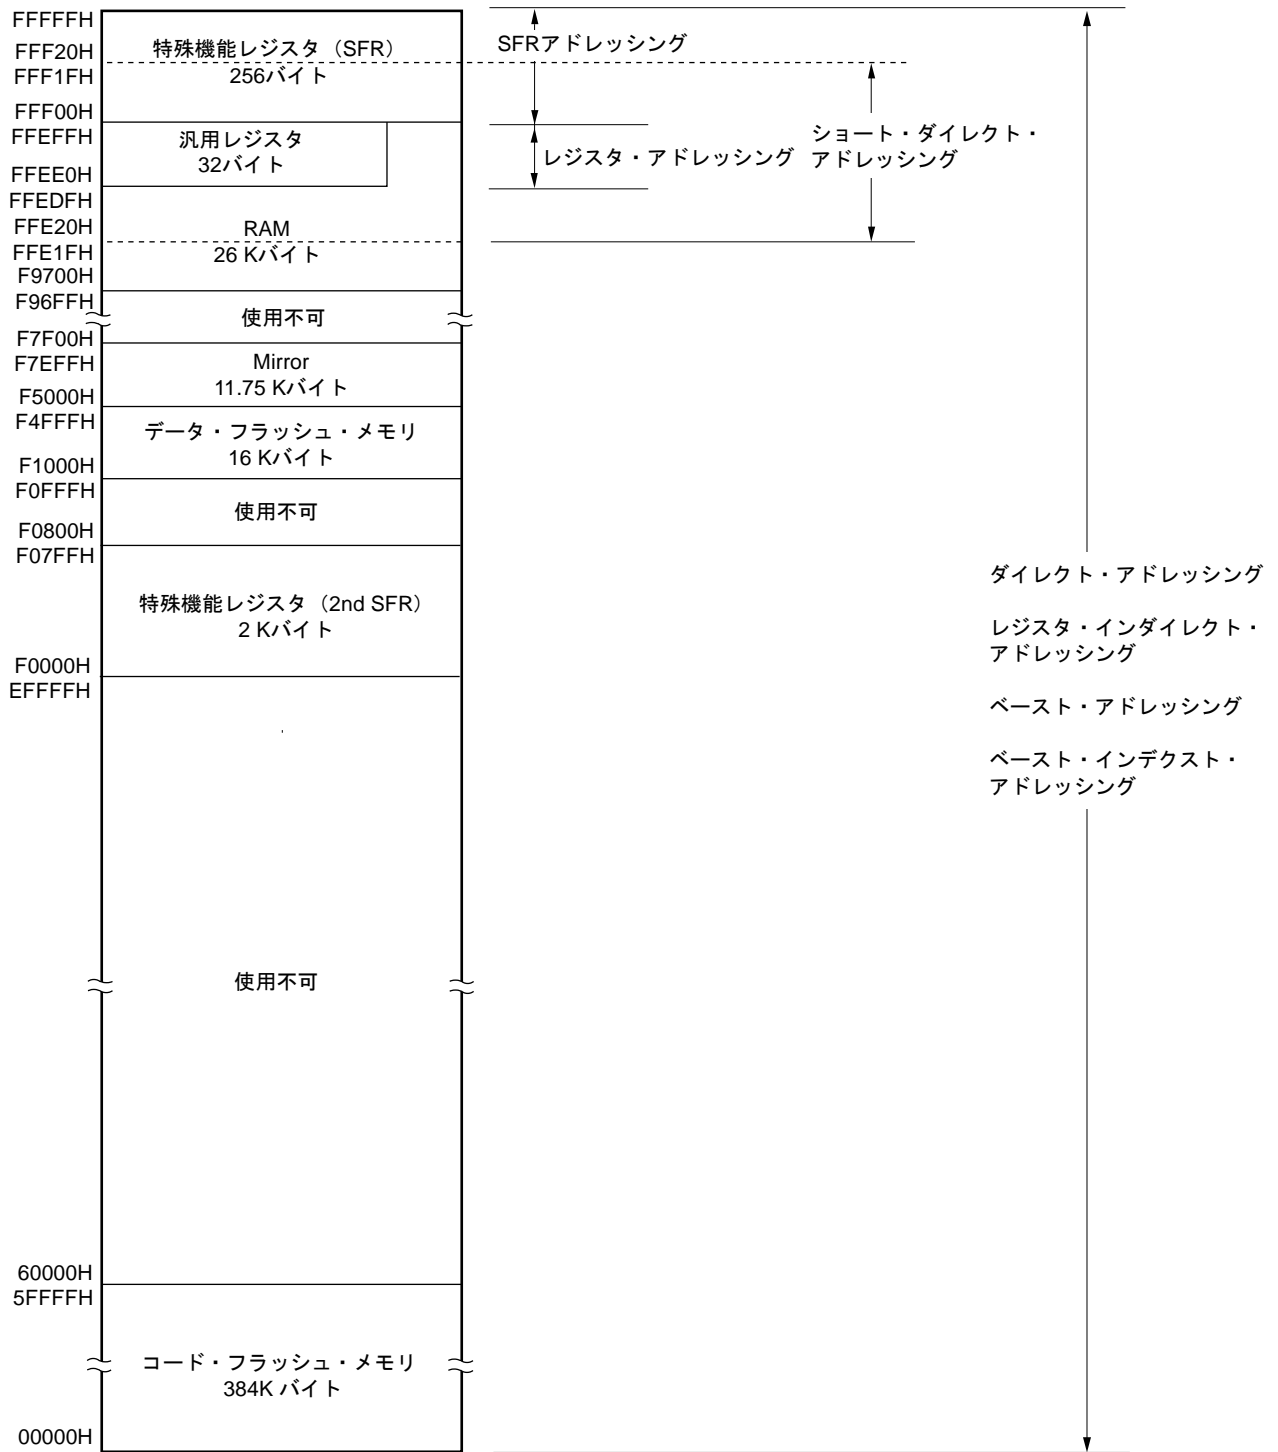 FFFFFH
SFRアドレッシング
FFF20H
特殊機能レジスタ（SFR）
256バイト
FFF1FH
FFF00H
FFEFFH
汎用レジスタ
32バイト
ショート・ダイレクト・
アドレッシング
レジスタ・アドレッシング
FFEE0H
FFEDFH
FFE20H
RAM
26 Kバイト
FFE1FH
F9700H
F96FFH
使用不可
F7F00H
F7EFFH
Mirror
11.75 Kバイト
F5000H
F4FFFH
データ・フラッシュ・メモリ
16 Kバイト
F1000H
F0FFFH
使用不可
F0800H
F07FFH
特殊機能レジスタ（2nd SFR）
2 Kバイト
ダイレクト・アドレッシング
レジスタ・インダイレクト・
アドレッシング
ベースト・アドレッシング
ベースト・インデクスト・
アドレッシング
F0000H
EFFFFH
使用不可
60000H
5FFFFH
コード・フラッシュ・メモリ
384K バイト
00000H